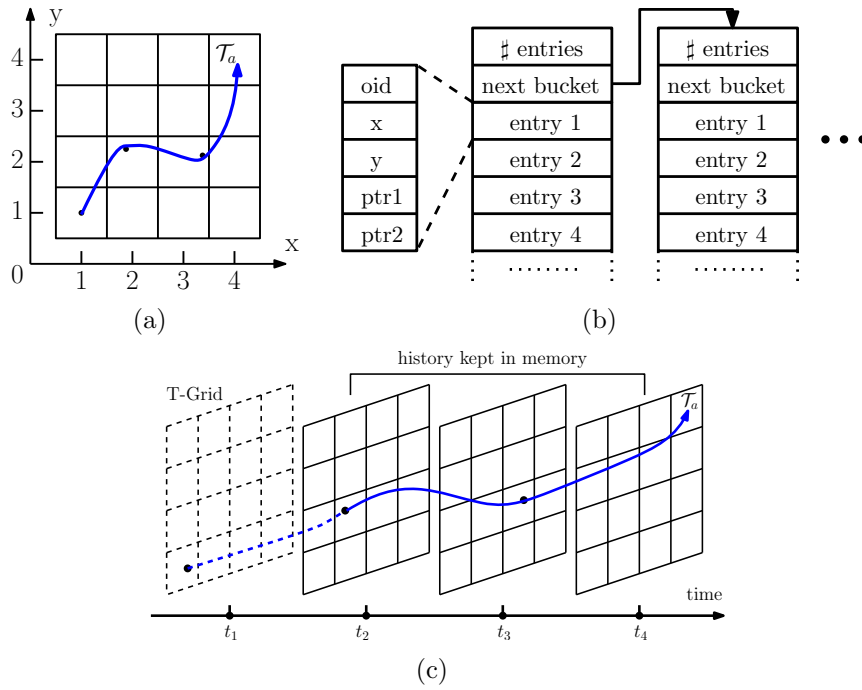 y
4
3
2
1
0
1 2 3 4
x
𝒯ₐ
(a)
oid
x
y
ptr1
ptr2
♯ entries
next bucket
entry 1
entry 2
entry 3
entry 4
♯ entries
next bucket
entry 1
entry 2
entry 3
entry 4
(b)
history kept in memory
T-Grid
𝒯ₐ
time
t₁ t₂ t₃ t₄
(c)